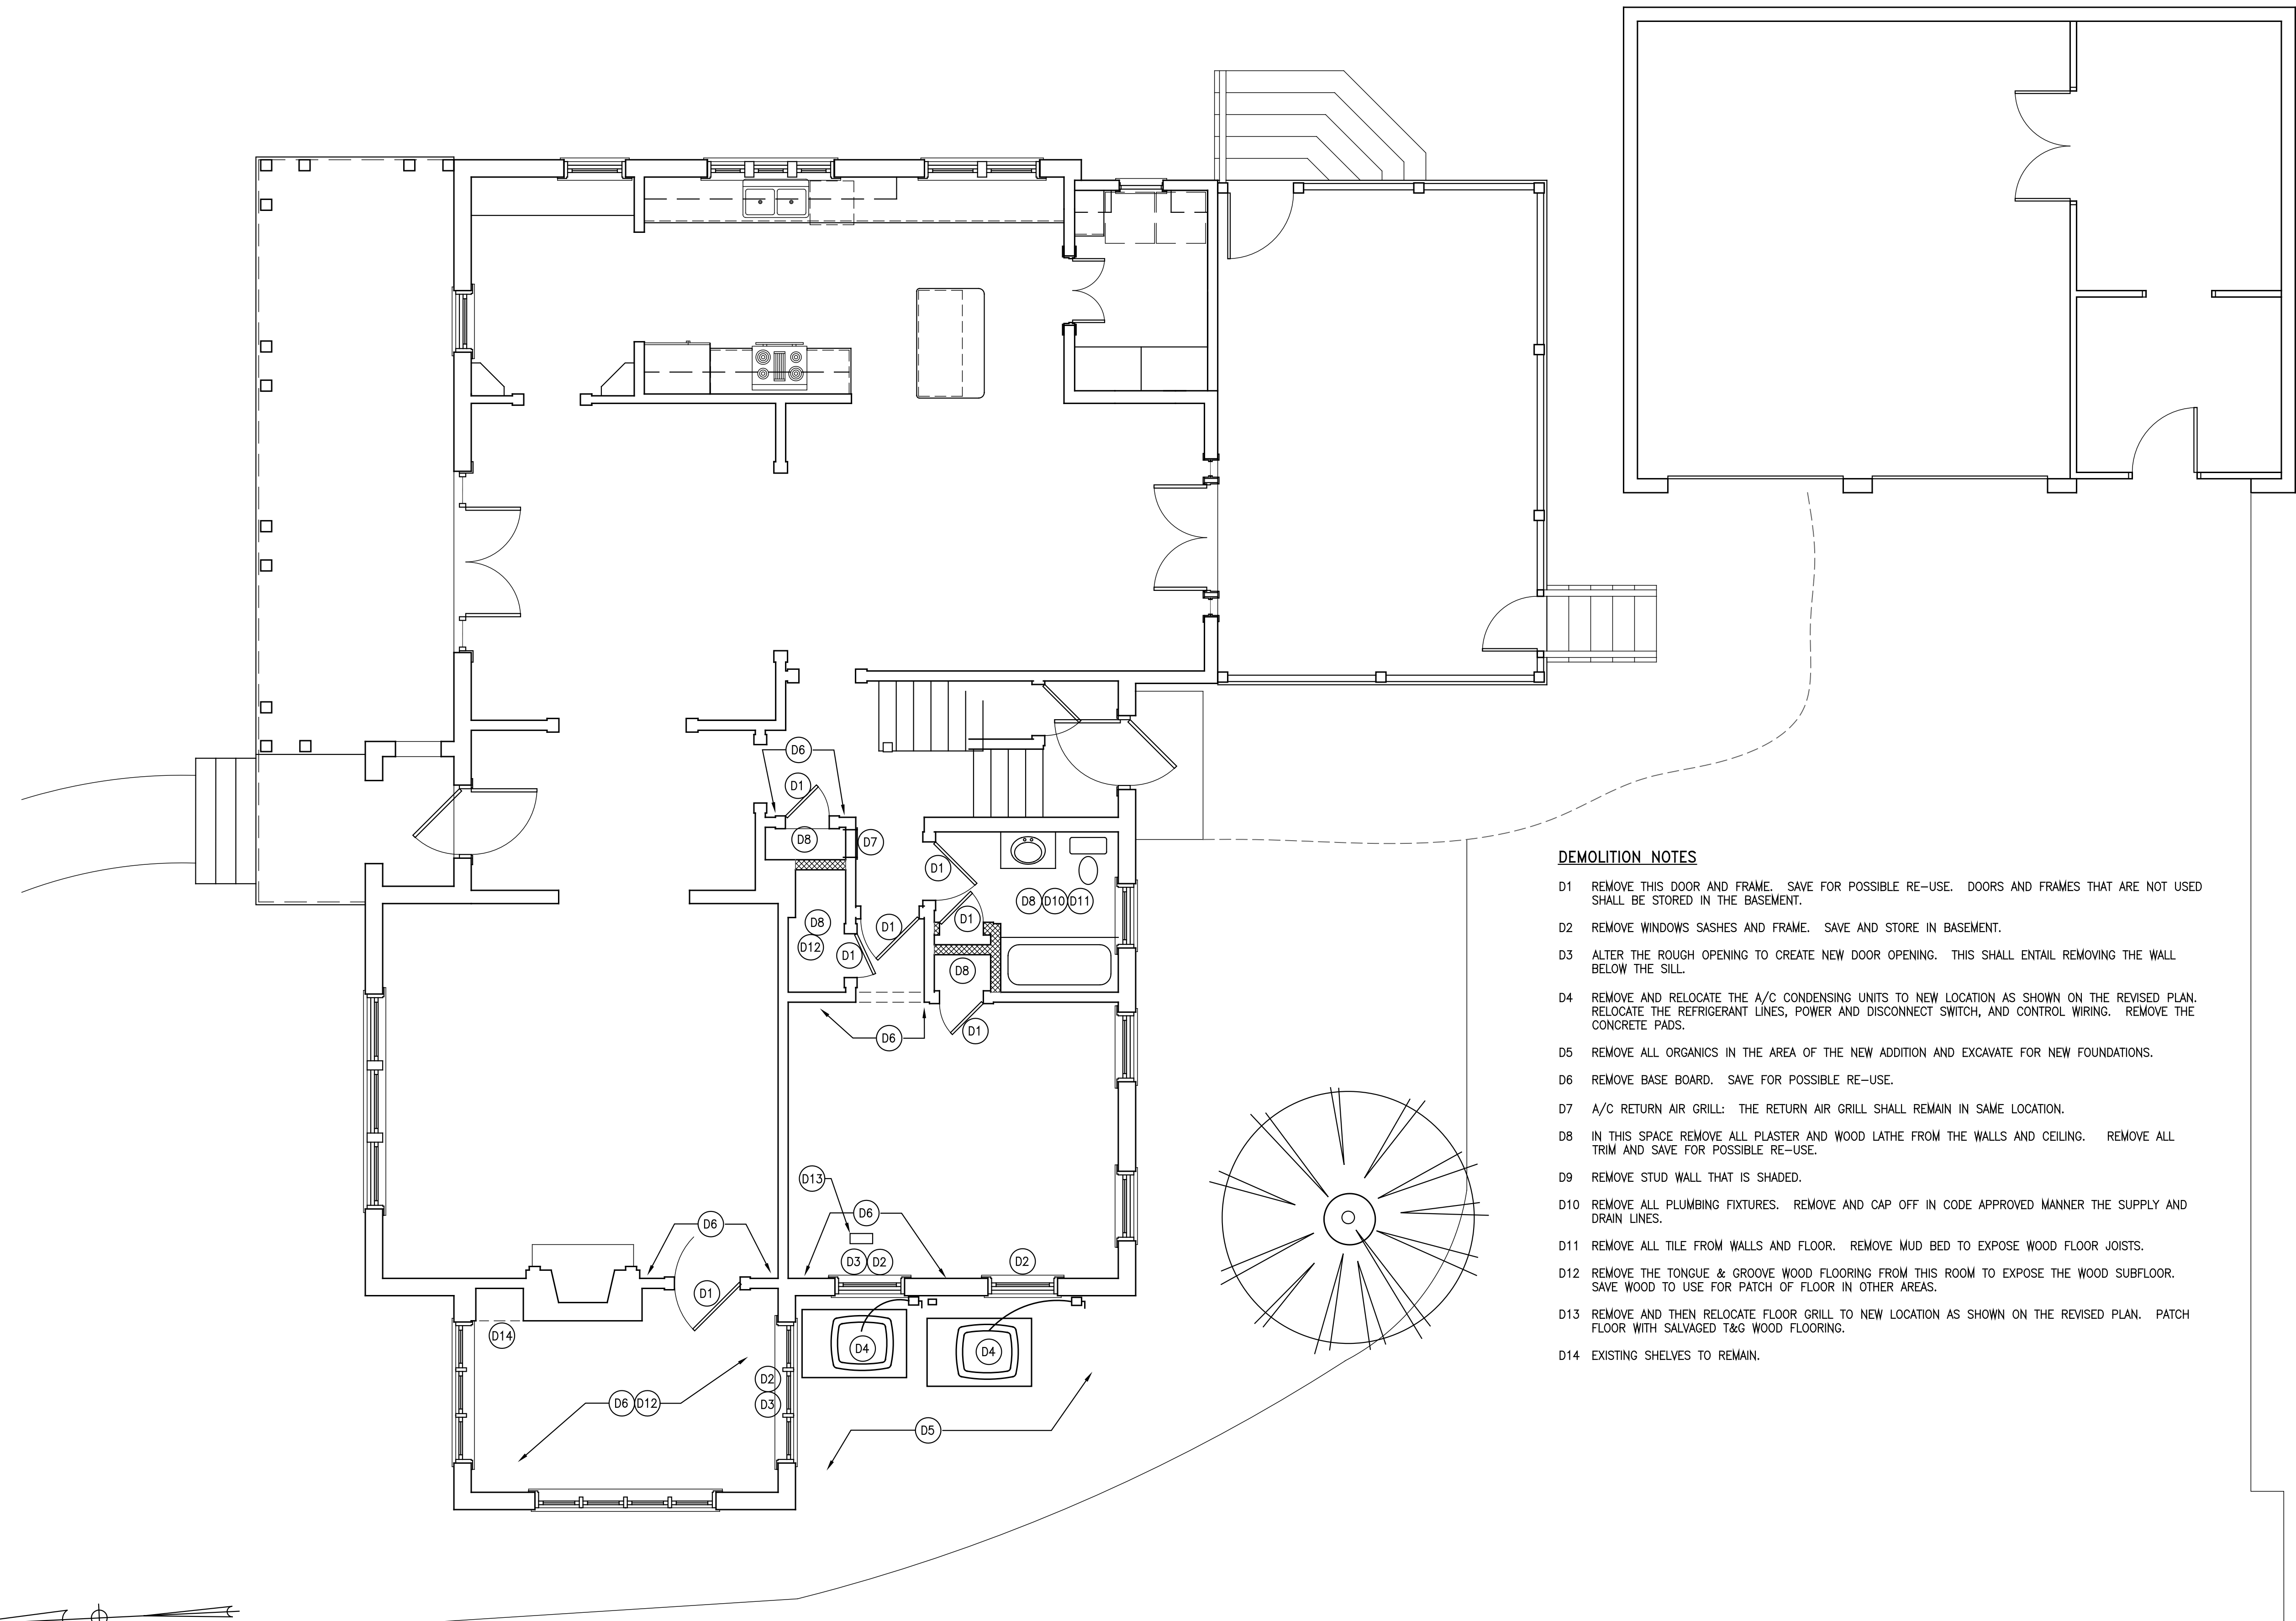 D6
D1
D8
D7
D1
D8 D10 D11
D1
D8
D12
D1
D1
D8
D1
D6
D13
D6
D6
D3 D2
D2
D1
D14
D4
D4
D2
D3
D6 D12
D5
DEMOLITION NOTES
D1 REMOVE THIS DOOR AND FRAME. SAVE FOR POSSIBLE RE-USE. DOORS AND FRAMES THAT ARE NOT USED
SHALL BE STORED IN THE BASEMENT.
D2 REMOVE WINDOWS SASHES AND FRAME. SAVE AND STORE IN BASEMENT.
D3 ALTER THE ROUGH OPENING TO CREATE NEW DOOR OPENING. THIS SHALL ENTAIL REMOVING THE WALL
BELOW THE SILL.
D4 REMOVE AND RELOCATE THE A/C CONDENSING UNITS TO NEW LOCATION AS SHOWN ON THE REVISED PLAN.
RELOCATE THE REFRIGERANT LINES, POWER AND DISCONNECT SWITCH, AND CONTROL WIRING. REMOVE THE
CONCRETE PADS.
D5 REMOVE ALL ORGANICS IN THE AREA OF THE NEW ADDITION AND EXCAVATE FOR NEW FOUNDATIONS.
D6 REMOVE BASE BOARD. SAVE FOR POSSIBLE RE-USE.
D7 A/C RETURN AIR GRILL: THE RETURN AIR GRILL SHALL REMAIN IN SAME LOCATION.
D8 IN THIS SPACE REMOVE ALL PLASTER AND WOOD LATHE FROM THE WALLS AND CEILING. REMOVE ALL
TRIM AND SAVE FOR POSSIBLE RE-USE.
D9 REMOVE STUD WALL THAT IS SHADED.
D10 REMOVE ALL PLUMBING FIXTURES. REMOVE AND CAP OFF IN CODE APPROVED MANNER THE SUPPLY AND
DRAIN LINES.
D11 REMOVE ALL TILE FROM WALLS AND FLOOR. REMOVE MUD BED TO EXPOSE WOOD FLOOR JOISTS.
D12 REMOVE THE TONGUE & GROOVE WOOD FLOORING FROM THIS ROOM TO EXPOSE THE WOOD SUBFLOOR.
SAVE WOOD TO USE FOR PATCH OF FLOOR IN OTHER AREAS.
D13 REMOVE AND THEN RELOCATE FLOOR GRILL TO NEW LOCATION AS SHOWN ON THE REVISED PLAN. PATCH
FLOOR WITH SALVAGED T&G WOOD FLOORING.
D14 EXISTING SHELVES TO REMAIN.